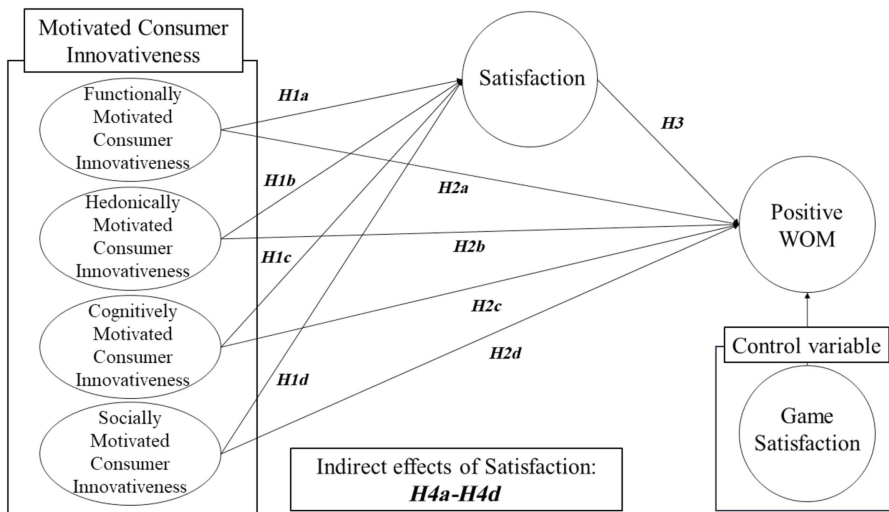 Motivated Consumer
Innovativeness
Functionally
Motivated
Consumer
Innovativeness
Hedonically
Motivated
Consumer
Innovativeness
Cognitively
Motivated
Consumer
Innovativeness
Socially
Motivated
Consumer
Innovativeness
H1a
H1b
H1c
H1d
Satisfaction
H2a
H2b
H2c
H2d
H3
Positive
WOM
Control variable
Game
Satisfaction
Indirect effects of Satisfaction:
H4a-H4d